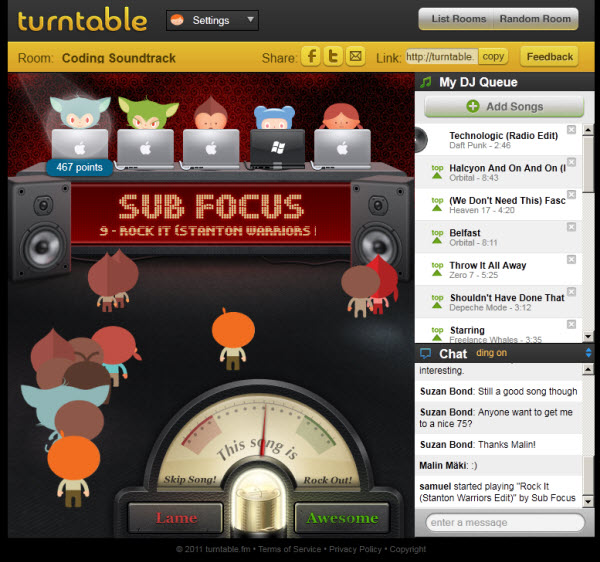 turntable
Settings
List Rooms
Random Room
Room: Coding Soundtrack
Share:
Link: http://turntable.
copy
Feedback
467 points
SUB FOCUS
9 - ROCK IT (STANTON WARRIORS
This song is
Skip Song!
Rock Out!
Lame
Awesome
My DJ Queue
Add Songs
Technologic (Radio Edit)
Daft Punk - 2:46
top
Halcyon And On And On (
Orbital - 8:43
top
(We Don't Need This) Fasc
Heaven 17 - 4:20
top
Belfast
Orbital - 8:11
top
Throw It All Away
Zero 7 - 5:25
top
Shouldn't Have Done That
Depeche Mode - 3:12
top
Starring
Freelance Whales - 3:35
Chat
ding on
interesting.
Suzan Bond: Still a good song though
Suzan Bond: Anyone want to get me
to a nice 75?
Suzan Bond: Thanks Malin!
Malin Mäki: :)
samuel started playing "Rock It
(Stanton Warriors Edit)" by Sub Focus
enter a message
© 2011 turntable.fm • Terms of Service • Privacy Policy • Copyright